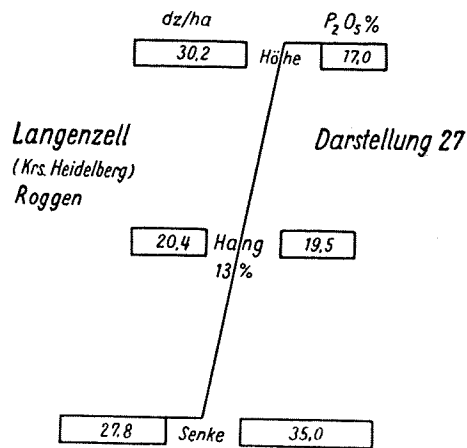 dz/ha P₂O₅%
30,2 Höhe 17,0
Langenzell
(Krs. Heidelberg)
Roggen
Darstellung 27
20,4 Hang 19,5
13 %
27,8 Senke 35,0